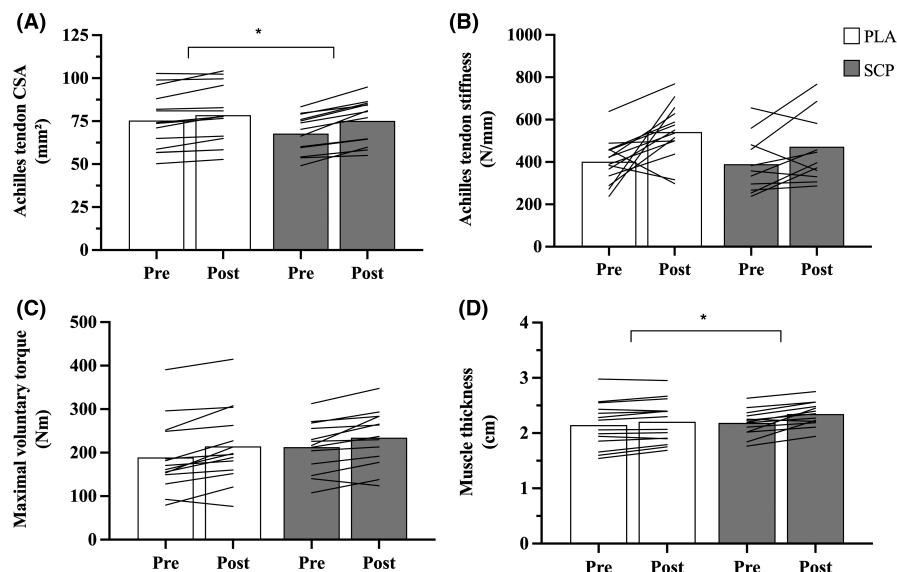 (A)
Achilles tendon CSA
(mm²)
125
100
75
50
25
0
*
Pre
Post
Pre
Post
(B)
Achilles tendon stiffness
(N/mm)
1000
800
600
400
200
0
Pre
Post
Pre
Post
PLA
SCP
(C)
Maximal voluntary torque
(Nm)
500
400
300
200
100
0
Pre
Post
Pre
Post
(D)
Muscle thickness
(cm)
4
3
2
1
0
*
Pre
Post
Pre
Post